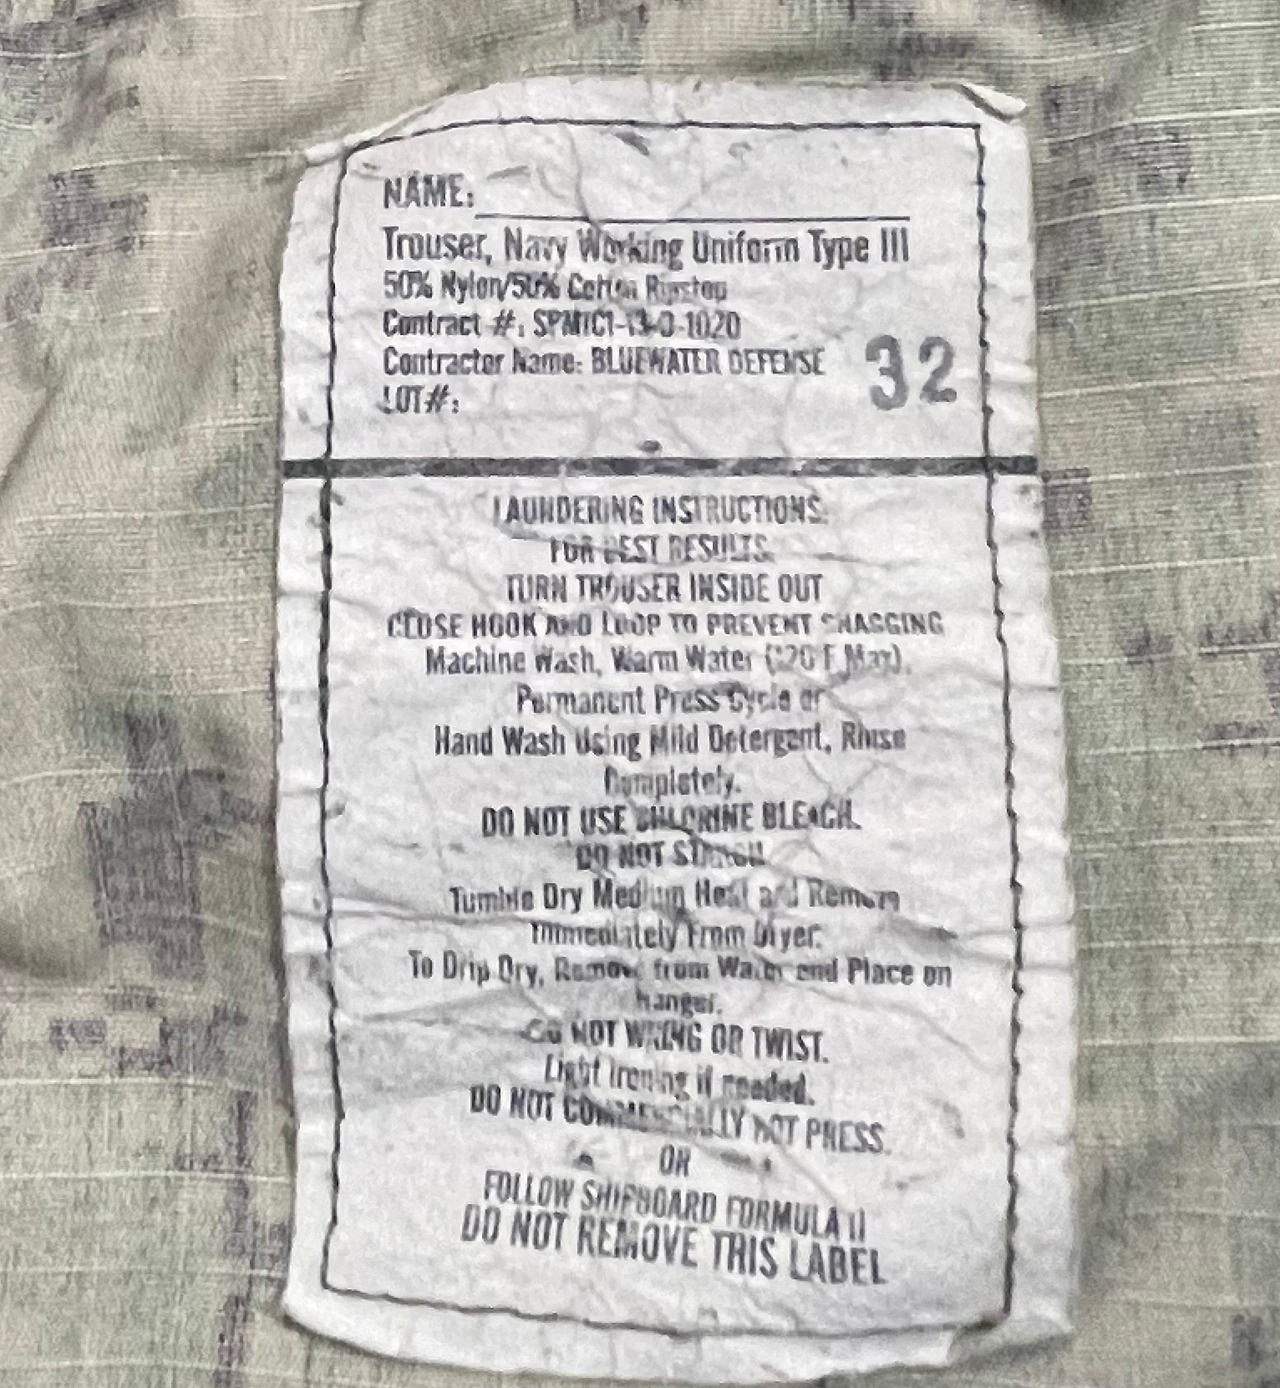 NAME:
Trouser, Navy Working Uniform Type III
50% Nylon/50% Cotton Ripstop
Contract #: SPM1C1-13-D-1020
Contractor Name: BLUEWATER DEFENSE
32
LOT#:
LAUNDERING INSTRUCTIONS:
FOR BEST RESULTS:
TURN TROUSER INSIDE OUT
CLOSE HOOK AND LOOP TO PREVENT SNAGGING
Machine Wash, Warm Water (120 F Max),
Permanent Press Cycle or
Hand Wash Using Mild Detergent, Rinse
Completely.
DO NOT USE CHLORINE BLEACH.
DO NOT STARCH
Tumble Dry Medium Heat and Remove
Immediately From Dryer.
To Drip Dry, Remove from Water and Place on
hanger.
DO NOT WRING OR TWIST.
Light Ironing if needed.
DO NOT COMMERCIALLY HOT PRESS.
OR
FOLLOW SHIPBOARD FORMULA II
DO NOT REMOVE THIS LABEL